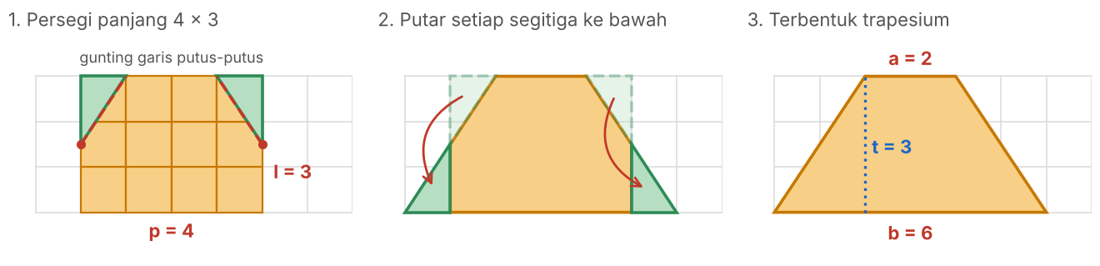 1. Persegi panjang 4 × 3
gunting garis putus-putus
l = 3
p = 4
2. Putar setiap segitiga ke bawah
3. Terbentuk trapesium
a = 2
t = 3
b = 6